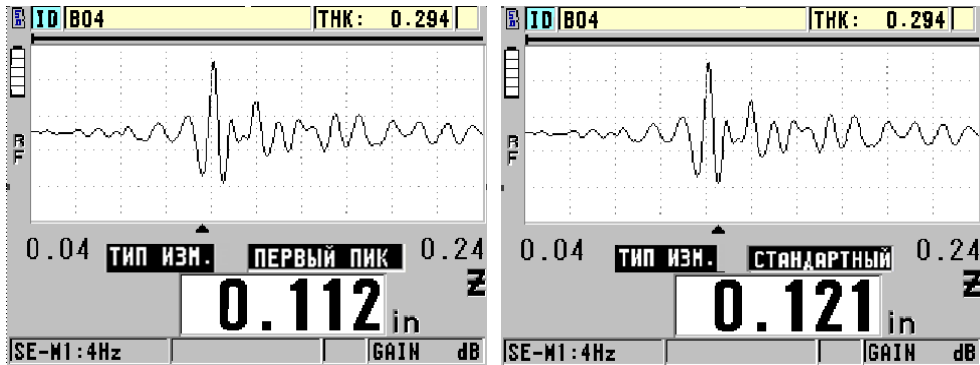 ID B04 THK: 0.294
RF
0.04 ТИП ИЗМ. ПЕРВЫЙ ПИК 0.24
0.112 in
SE-M1:4Hz GAIN dB
ID B04 THK: 0.294
RF
0.04 ТИП ИЗМ. СТАНДАРТНЫЙ 0.24
0.121 in
SE-M1:4Hz GAIN dB